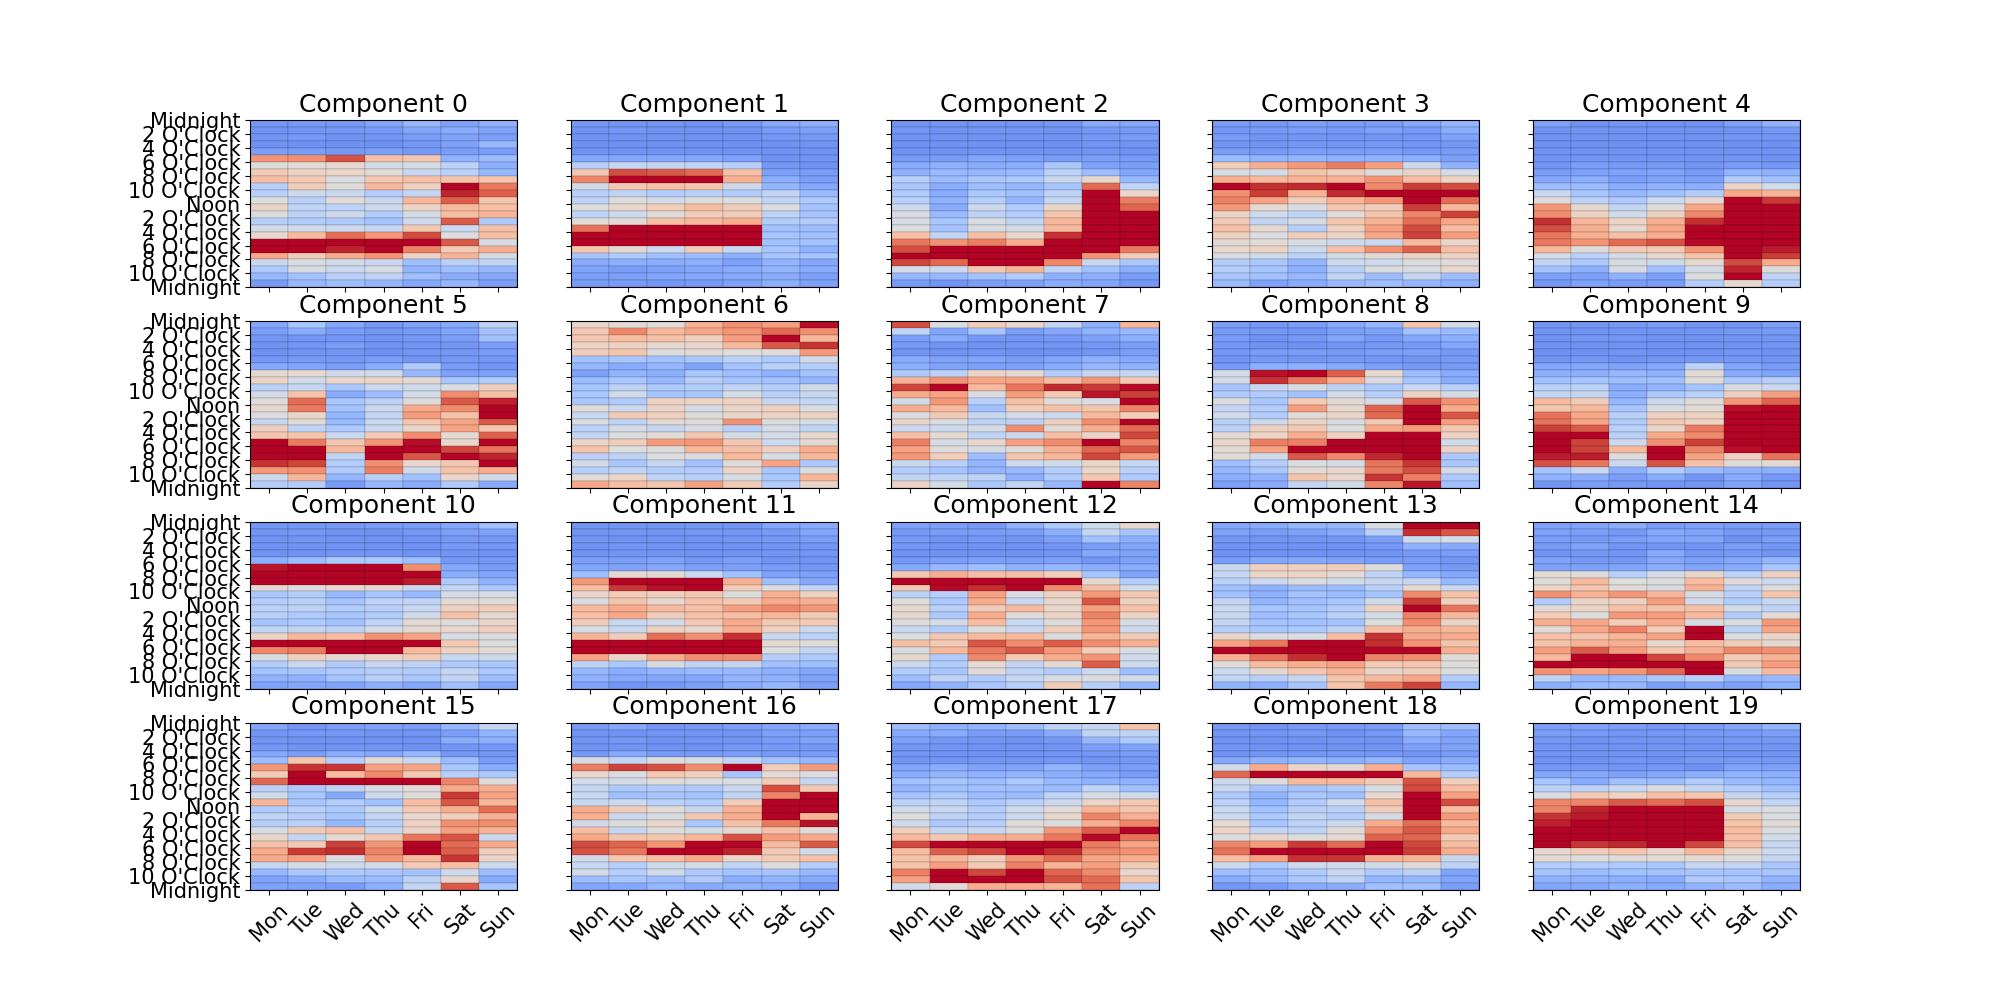 Component 0 Component 1 Component 2 Component 3 Component 4
Midnight
2 O'Clock
4 O'Clock
6 O'Clock
8 O'Clock
10 O'Clock
Noon
2 O'Clock
4 O'Clock
6 O'Clock
8 O'Clock
10 O'Clock
Midnight
Component 5 Component 6 Component 7 Component 8 Component 9
Midnight
2 O'Clock
4 O'Clock
6 O'Clock
8 O'Clock
10 O'Clock
Noon
2 O'Clock
4 O'Clock
6 O'Clock
8 O'Clock
10 O'Clock
Midnight
Component 10 Component 11 Component 12 Component 13 Component 14
Midnight
2 O'Clock
4 O'Clock
6 O'Clock
8 O'Clock
10 O'Clock
Noon
2 O'Clock
4 O'Clock
6 O'Clock
8 O'Clock
10 O'Clock
Midnight
Component 15 Component 16 Component 17 Component 18 Component 19
Midnight
2 O'Clock
4 O'Clock
6 O'Clock
8 O'Clock
10 O'Clock
Noon
2 O'Clock
4 O'Clock
6 O'Clock
8 O'Clock
10 O'Clock
Midnight
Mon Tue Wed Thu Fri Sat Sun Mon Tue Wed Thu Fri Sat Sun Mon Tue Wed Thu Fri Sat Sun Mon Tue Wed Thu Fri Sat Sun Mon Tue Wed Thu Fri Sat Sun